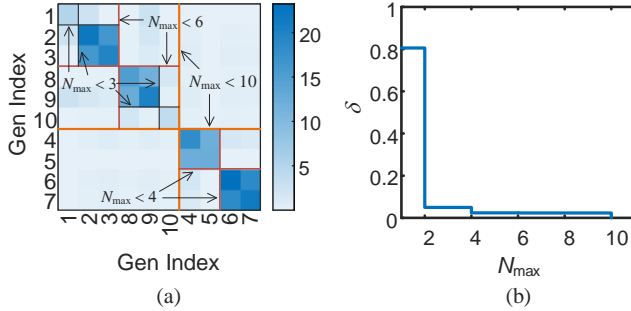 1
2
3
8
9
10
4
5
6
7
Gen Index
N_max < 6
N_max < 3
N_max < 10
N_max < 4
1 2 3 8 9 10 4 5 6 7
Gen Index
20
15
10
5
(a)
δ
1
0.8
0.6
0.4
0.2
0
2 4 6 8 10
N_max
(b)